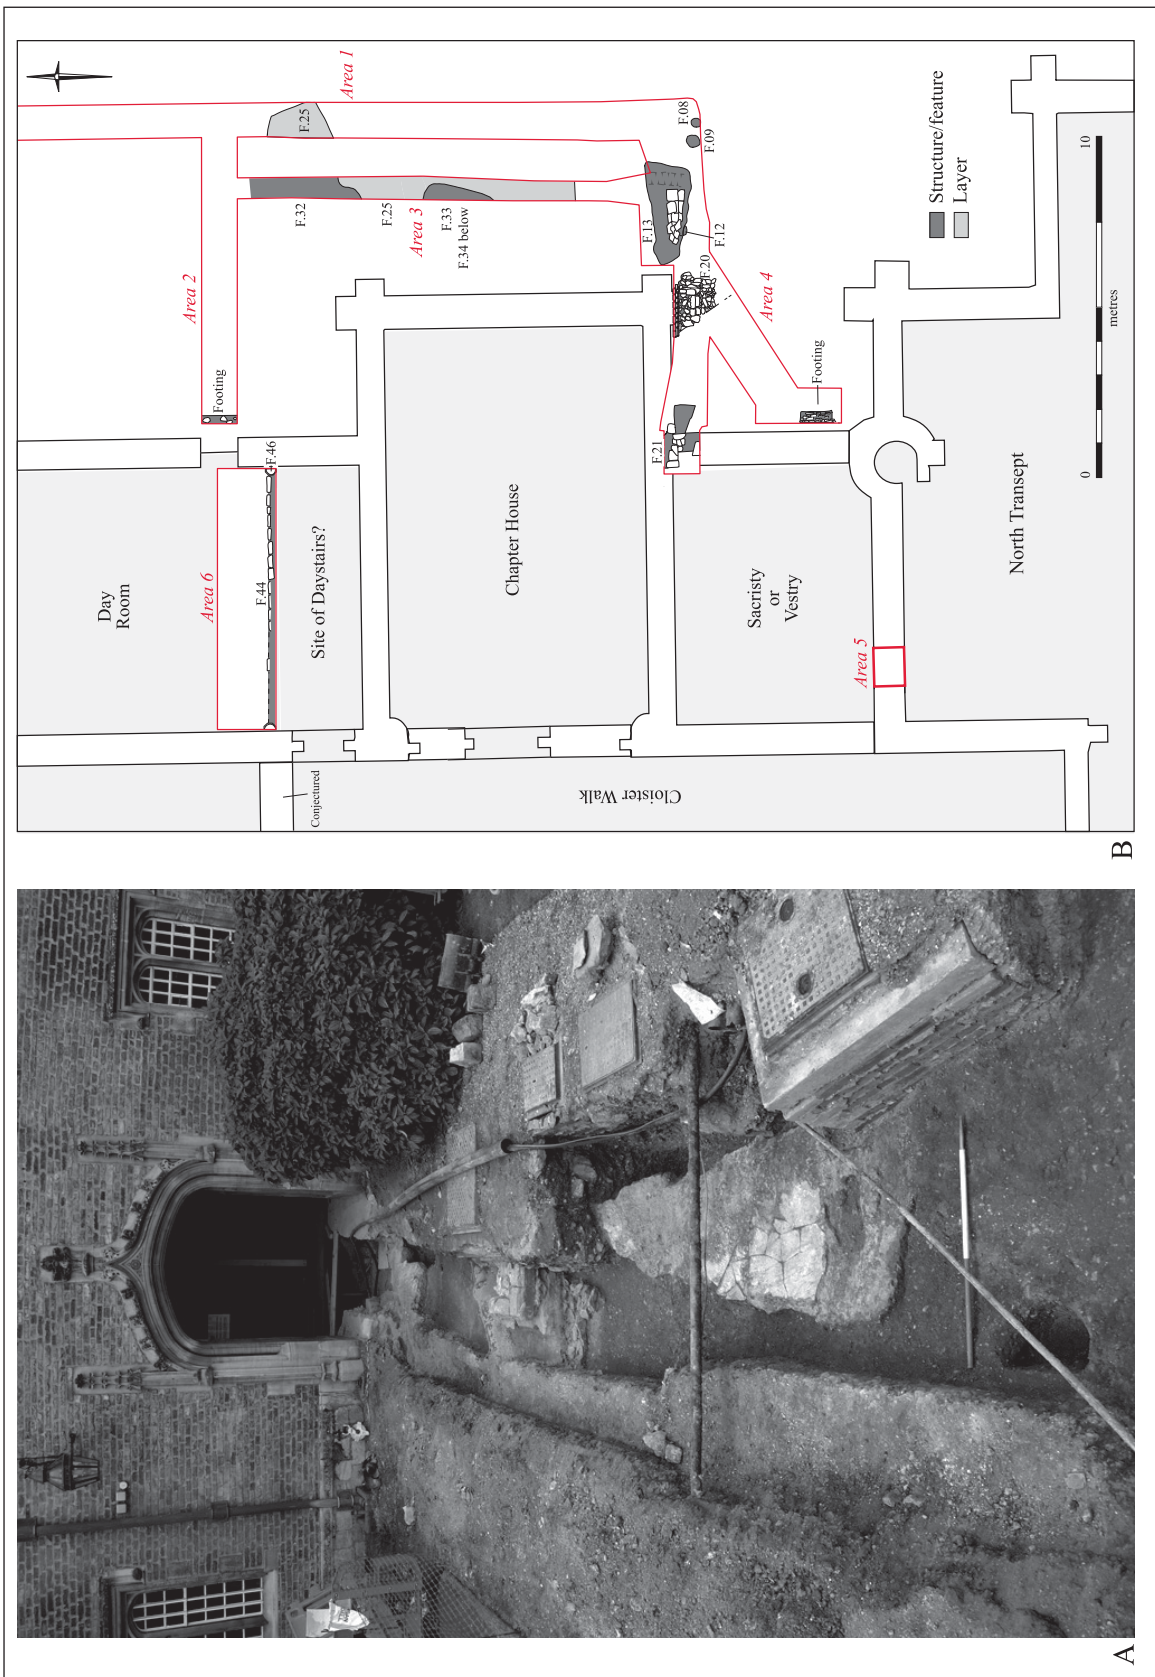 A
B
Area 1
Area 2
Area 3
Area 4
Area 5
Area 6
F.25
F.32
F.25
F.33
F.34 below
F.13
F.12
F.08
F.09
F.20
F.21
Footing
Footing
F.46
F.44
Day
Room
Site of Daystairs?
Chapter House
Sacristy
or
Vestry
North Transept
Cloister Walk
Conjectured
Structure/feature
Layer
0
10
metres